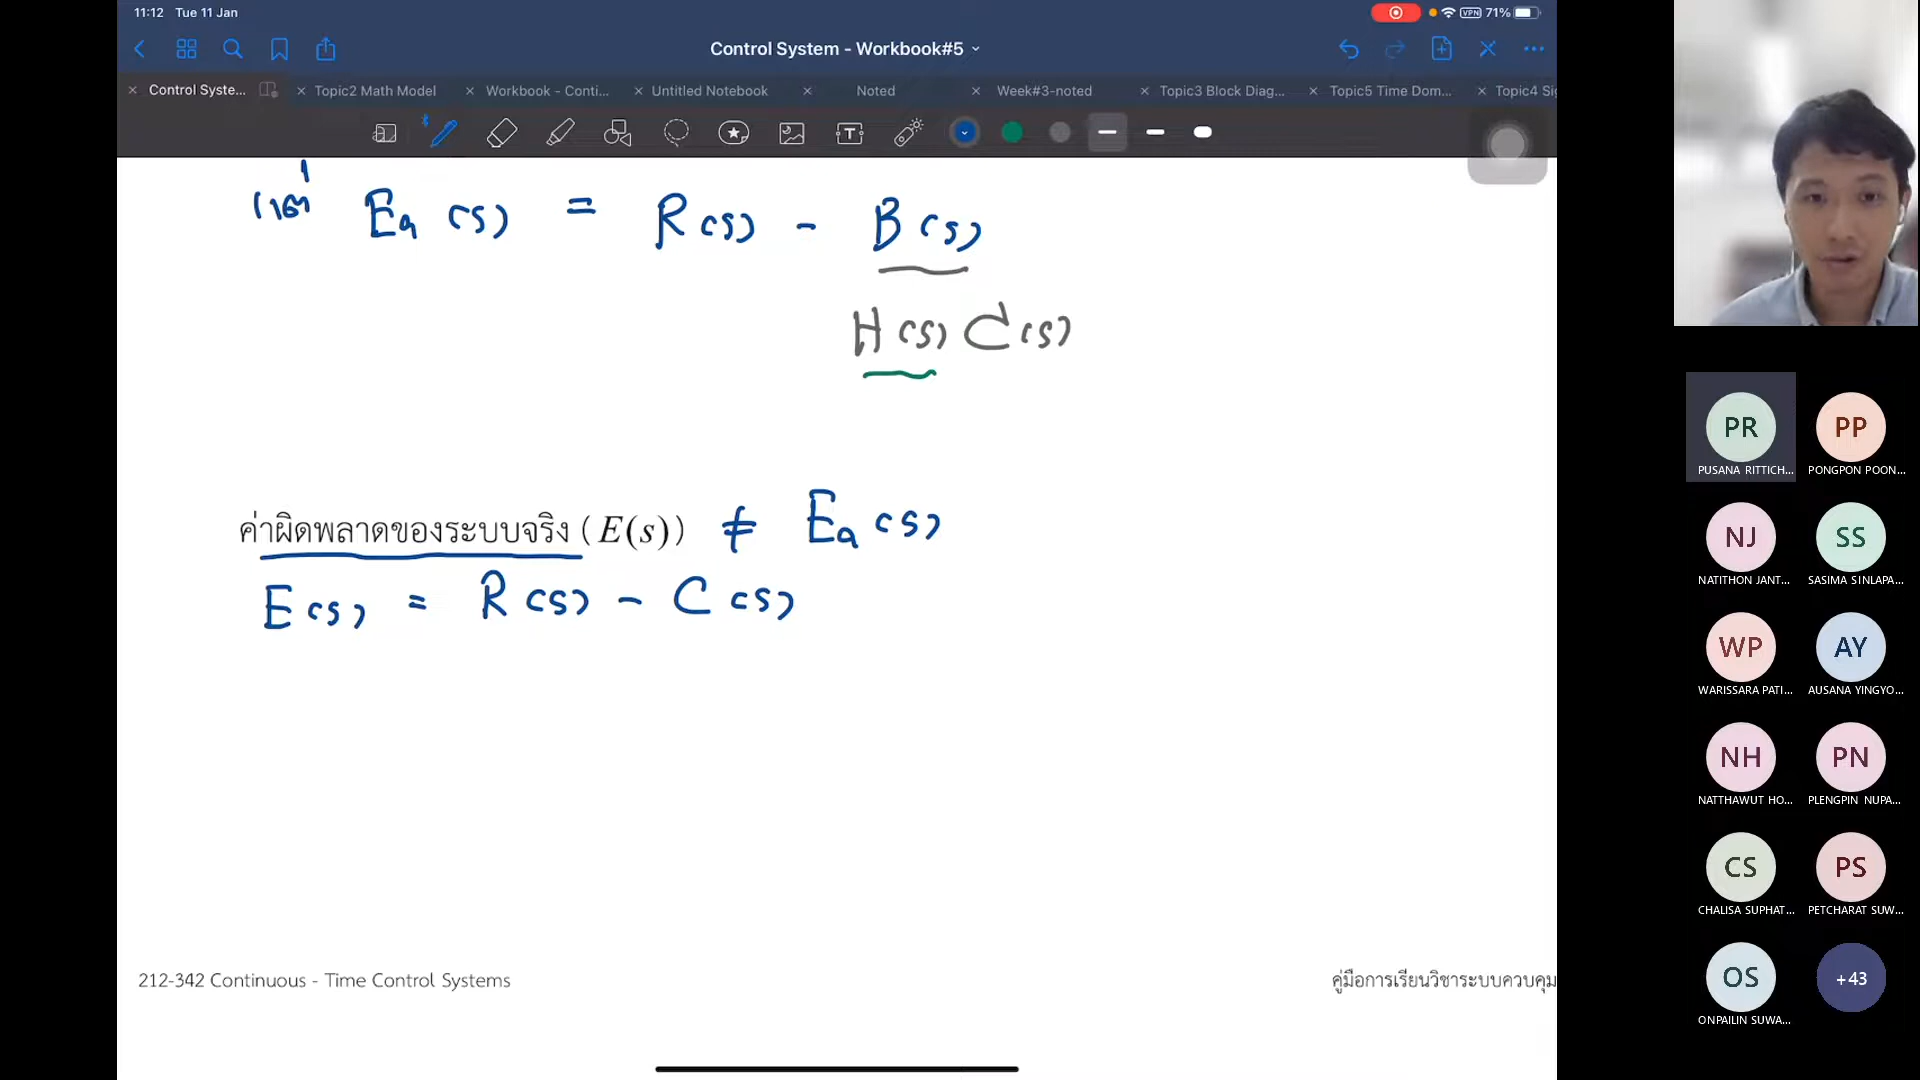 11:12 Tue 11 Jan
VPN 71%
Control System - Workbook#5
Control Syste...
Topic2 Math Model
Workbook - Conti...
Untitled Notebook
Noted
Week#3-noted
Topic3 Block Diag...
Topic5 Time Dom...
Topic4 Sig
แต่ Ea(s) = R(s) - B(s)
H(s) C(s)
ค่าผิดพลาดของระบบจริง (E(s)) ≠ Ea(s)
E(s) = R(s) - C(s)
212-342 Continuous - Time Control Systems
คู่มือการเรียนวิชาระบบควบคุม
PR
PUSANA RITTICH...
PP
PONGPON POON...
NJ
NATITHON JANT...
SS
SASIMA SINLAPA...
WP
WARISSARA PATI...
AY
AUSANA YINGYO...
NH
NATTHAWUT HO...
PN
PLENGPIN NUPA...
CS
CHALISA SUPHAT...
PS
PETCHARAT SUW...
OS
ONPAILIN SUWA...
+43